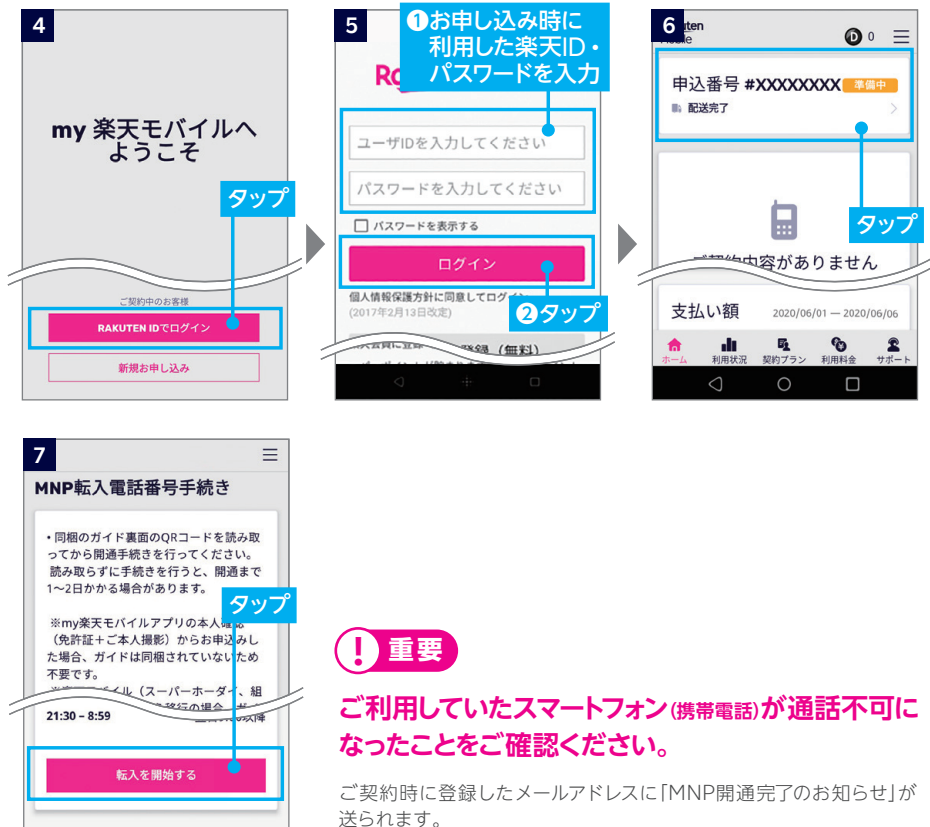 4
my 楽天モバイルへ
ようこそ
タップ
ご契約中のお客様
RAKUTEN IDでログイン
新規お申し込み
5
❶お申し込み時に
利用した楽天ID・
パスワードを入力
ユーザIDを入力してください
パスワードを入力してください
パスワードを表示する
ログイン
個人情報保護方針に同意してログイン
(2017年2月13日改定)
❷タップ
登録（無料）
6
D 0
申込番号 #XXXXXXXX 準備中
配送完了
タップ
ご契約内容がありません
支払い額 2020/06/01 — 2020/06/06
ホーム 利用状況 契約プラン 利用料金 サポート
7
MNP転入電話番号手続き
・同梱のガイド裏面のQRコードを読み取
ってから開通手続きを行ってください。
読み取らずに手続きを行うと、開通まで
1〜2日かかる場合があります。
タップ
※my楽天モバイルアプリの本人確認
（免許証＋ご本人撮影）からお申込みし
た場合、ガイドは同梱されていないため
不要です。
イル（スーパーホーダイ、組
21:30 – 8:59
転入を開始する
! 重要
ご利用していたスマートフォン(携帯電話)が通話不可に
なったことをご確認ください。
ご契約時に登録したメールアドレスに「MNP開通完了のお知らせ」が
送られます。